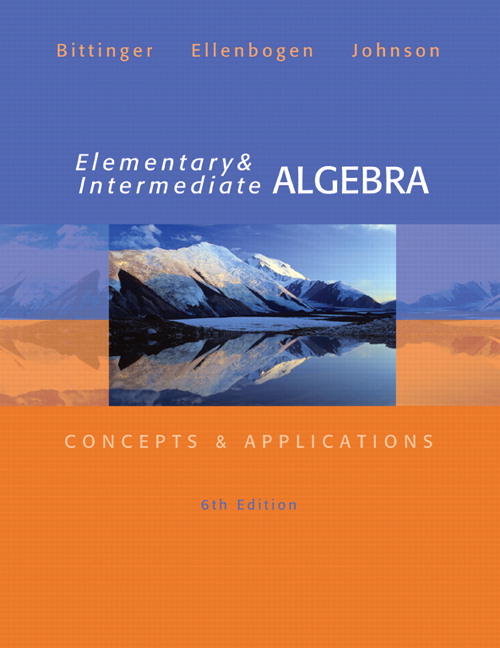 Bittinger Ellenbogen Johnson
Elementary&
Intermediate ALGEBRA
CONCEPTS & APPLICATIONS
6th Edition